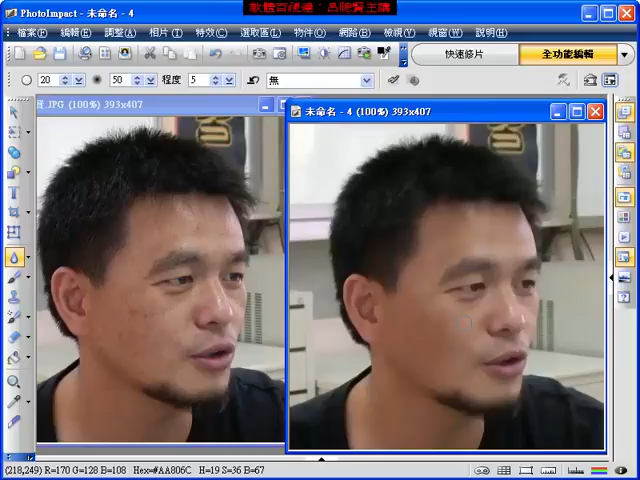 軟體百視達：呂聰賢主講
PhotoImpact - 未命名 - 4
檔案(F) 編輯(E) 調整(A) 相片(I) 特效(C) 選取區(L) 物件(O) 網路(B) 檢視(V) 視窗(W) 說明(H)
快速修片 全功能編輯
20 50 程度 5 無
.JPG (100%) 393x407
未命名 - 4 (100%) 393x407
(218,249) R=170 G=128 B=108 Hex=#AA806C H=19 S=36 B=67